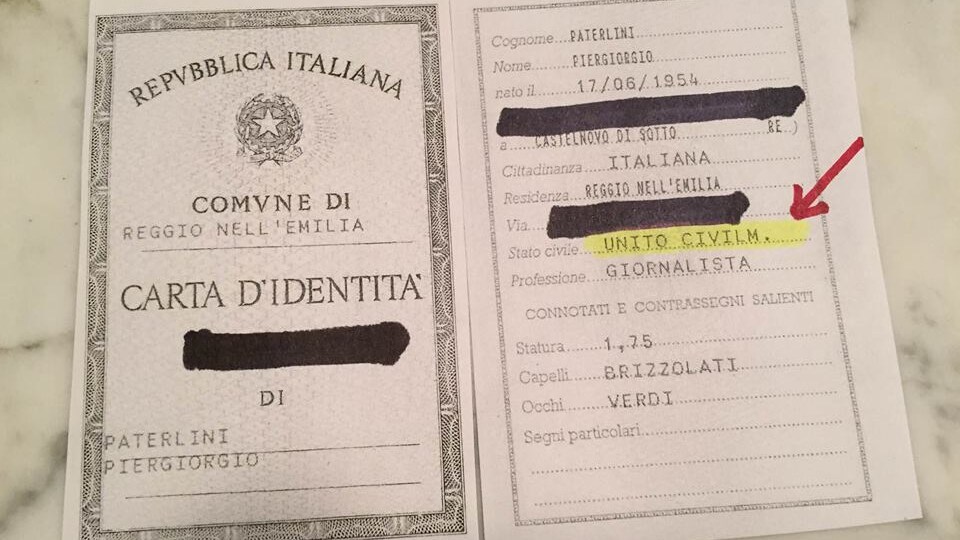 REPVBBLICA ITALIANA
COMVNE DI
REGGIO NELL'EMILIA
CARTA D'IDENTITA'
DI
PATERLINI
PIERGIORGIO
Cognome PATERLINI
Nome PIERGIORGIO
nato il 17/06/1954
a CASTELNOVO DI SOTTO RE )
Cittadinanza ITALIANA
Residenza REGGIO NELL'EMILIA
Via
Stato civile UNITO CIVILM.
Professione GIORNALISTA
CONNOTATI E CONTRASSEGNI SALIENTI
Statura 1,75
Capelli BRIZZOLATI
Occhi VERDI
Segni particolari